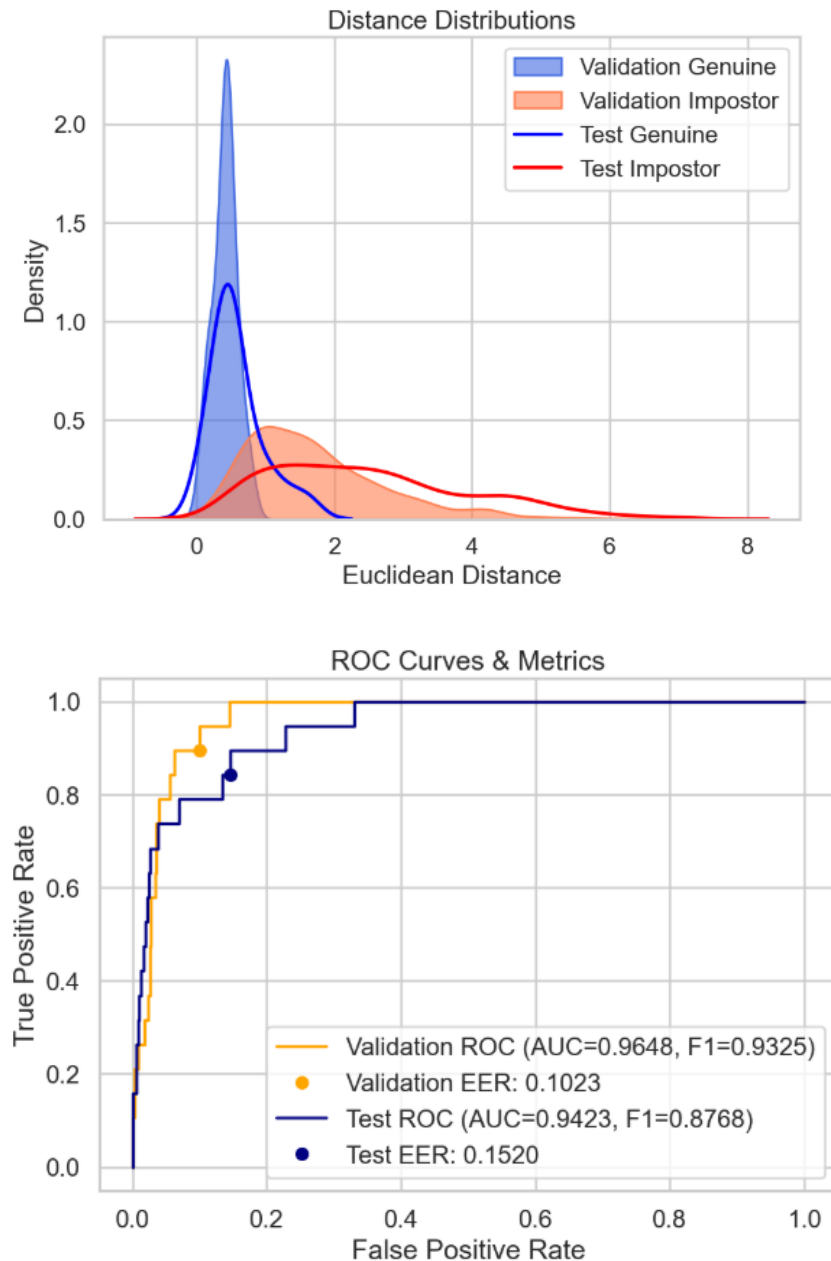 Distance Distributions
Validation Genuine
Validation Impostor
Test Genuine
Test Impostor
Density
2.0
1.5
1.0
0.5
0.0
0 2 4 6 8
Euclidean Distance
ROC Curves & Metrics
True Positive Rate
1.0
0.8
0.6
0.4
0.2
0.0
Validation ROC (AUC=0.9648, F1=0.9325)
Validation EER: 0.1023
Test ROC (AUC=0.9423, F1=0.8768)
Test EER: 0.1520
0.0 0.2 0.4 0.6 0.8 1.0
False Positive Rate